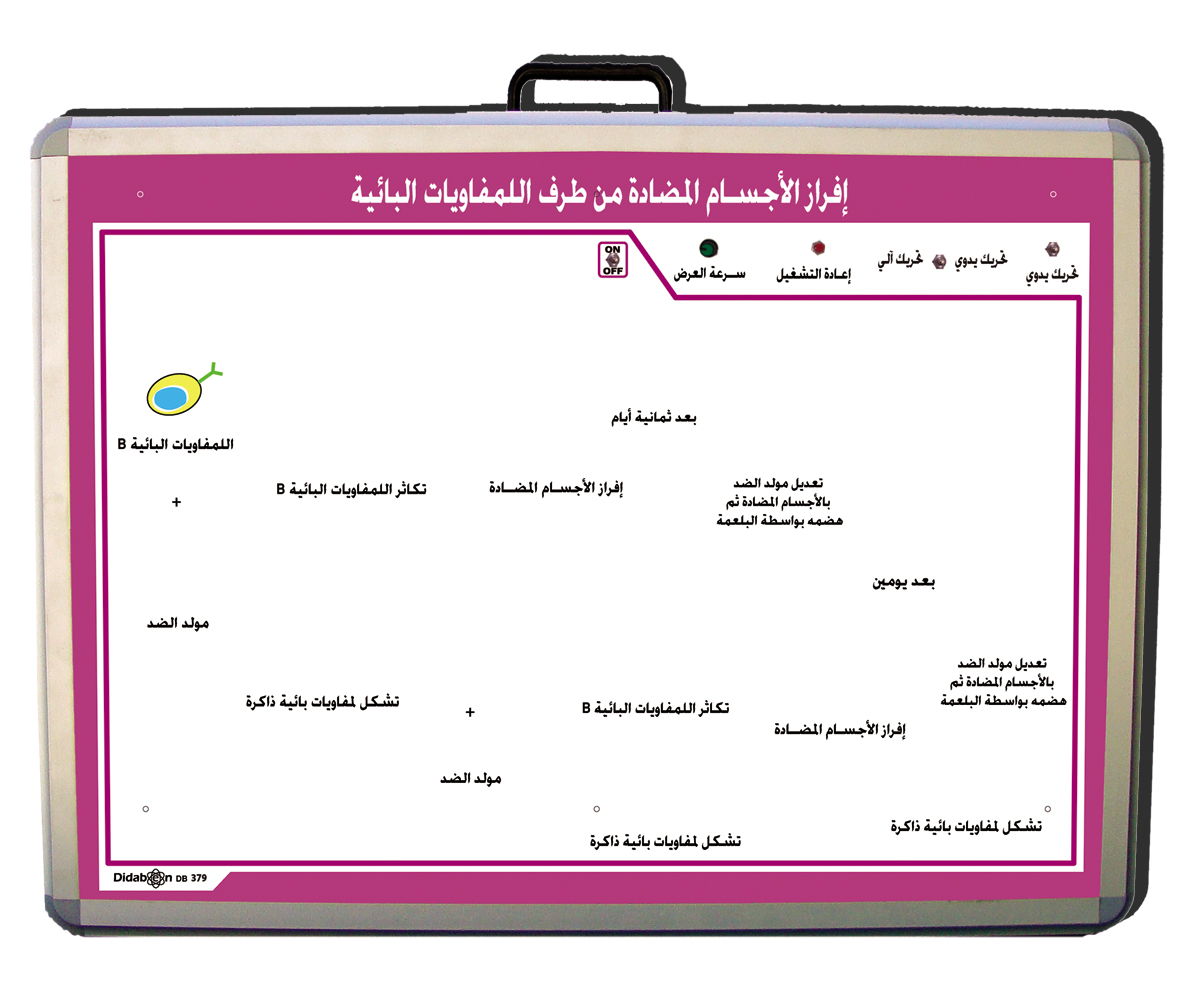 إفراز الأجسـام المضادة من طرف اللمفاويات البائية
تحريك يدوي
تحريك يدوي
تحريك آلي
إعادة التشغيل
سـرعة العرض
ON
OFF
اللمفاويات البائية B
+
مولد الضد
بعد ثمانية أيام
تكاثر اللمفاويات البائية B
إفراز الأجسـام المضـادة
تعديل مولد الضد
بالأجسام المضادة ثم
هضمه بواسطة البلعمة
بعد يومين
تشكل لمفاويات بائية ذاكرة
+
مولد الضد
تكاثر اللمفاويات البائية B
إفراز الأجسـام المضـادة
تعديل مولد الضد
بالأجسام المضادة ثم
هضمه بواسطة البلعمة
تشكل لمفاويات بائية ذاكرة
تشكل لمفاويات بائية ذاكرة
Didabon DB 379